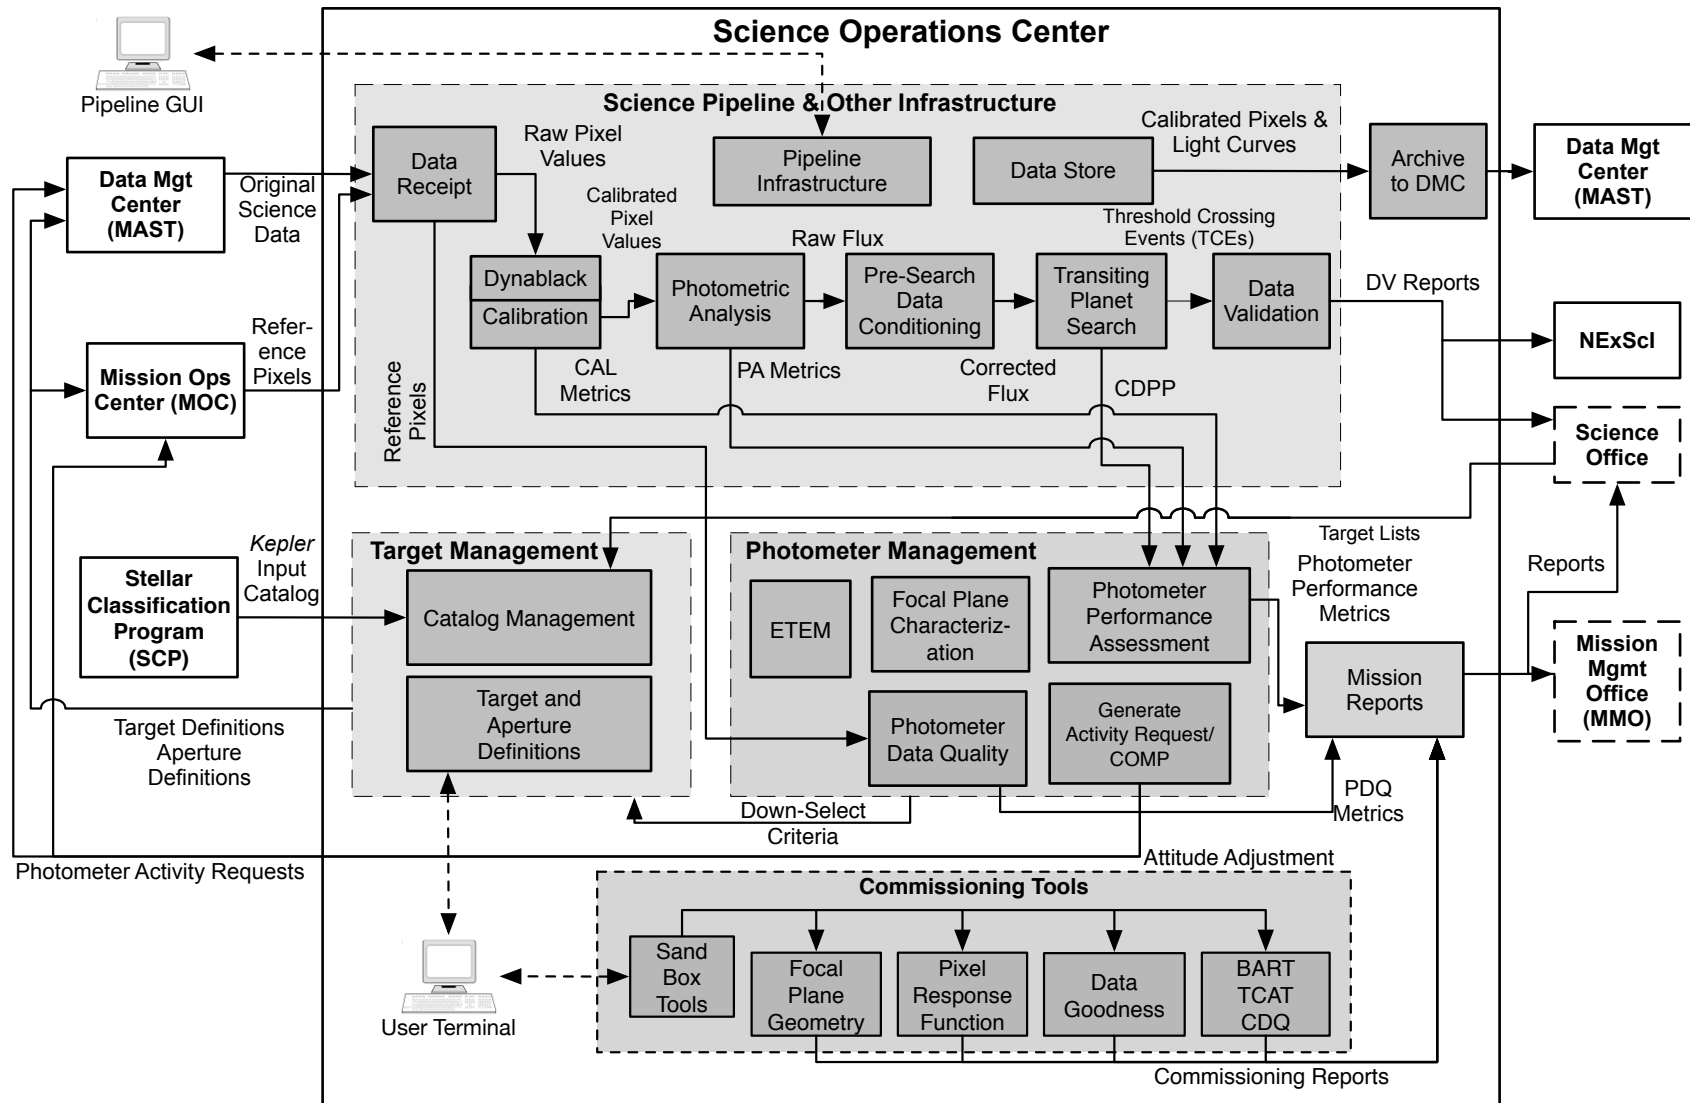 Science Operations Center
Pipeline GUI
Science Pipeline & Other Infrastructure
Data Mgt
Center
(MAST)
Original
Science
Data
Data
Receipt
Raw Pixel
Values
Pipeline
Infrastructure
Data Store
Calibrated Pixels &
Light Curves
Archive
to DMC
Data Mgt
Center
(MAST)
Calibrated
Pixel
Values
Raw Flux
Threshold Crossing
Events (TCEs)
Dynablack
Calibration
Photometric
Analysis
Pre-Search
Data
Conditioning
Transiting
Planet
Search
Data
Validation
DV Reports
NExScI
Mission Ops
Center (MOC)
Refer-
ence
Pixels
Reference
Pixels
CAL
Metrics
PA Metrics
Corrected
Flux
CDPP
Science
Office
Target Lists
Stellar
Classification
Program
(SCP)
Kepler
Input
Catalog
Target Management
Catalog Management
Target and
Aperture
Definitions
Photometer Management
ETEM
Focal Plane
Characteriz-
ation
Photometer
Performance
Assessment
Photometer
Data Quality
Generate
Activity Request/
COMP
Photometer
Performance
Metrics
Reports
Mission
Reports
Mission
Mgmt
Office
(MMO)
Target Definitions
Aperture
Definitions
Down-Select
Criteria
PDQ
Metrics
Photometer Activity Requests
Attitude Adjustment
Commissioning Tools
Sand
Box
Tools
Focal
Plane
Geometry
Pixel
Response
Function
Data
Goodness
BART
TCAT
CDQ
User Terminal
Commissioning Reports